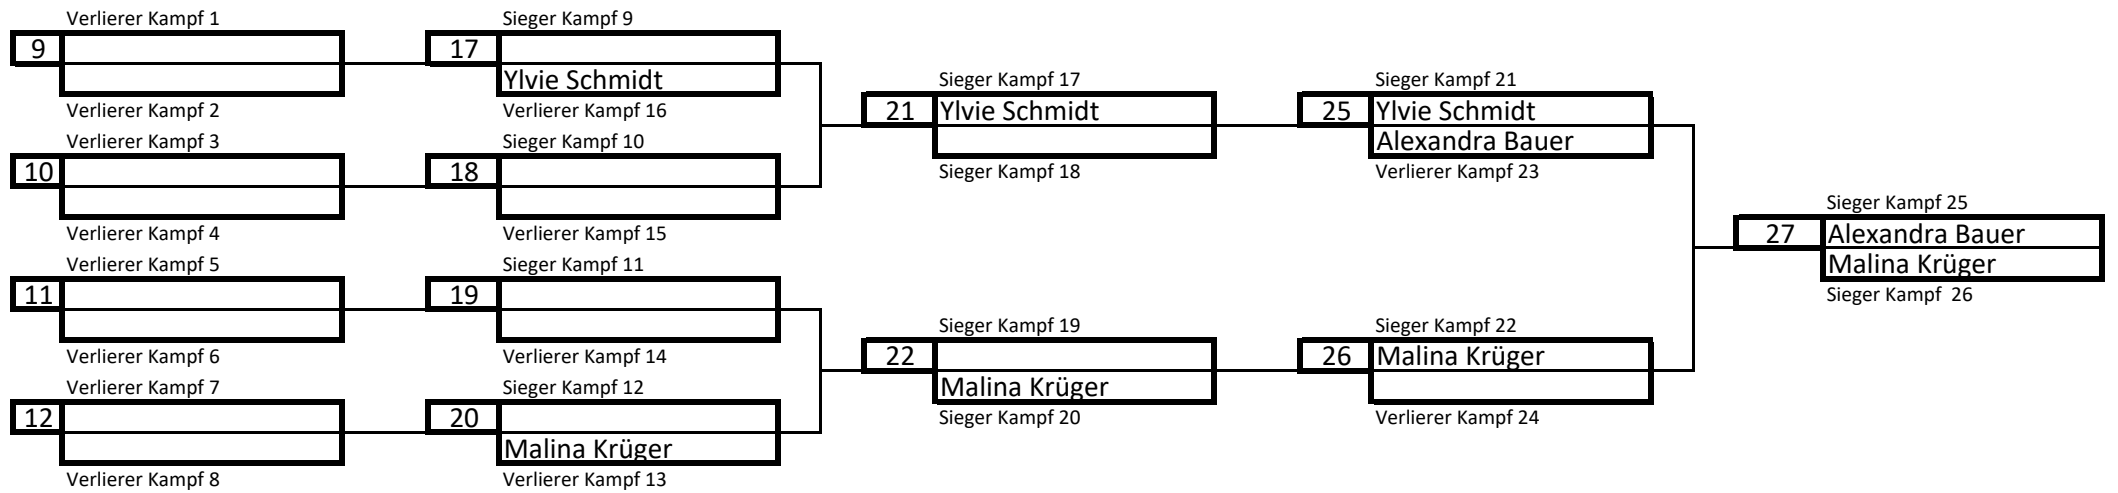 Verlierer Kampf 1
9
Verlierer Kampf 2
Verlierer Kampf 3
10
Verlierer Kampf 4
Verlierer Kampf 5
11
Verlierer Kampf 6
Verlierer Kampf 7
12
Verlierer Kampf 8
Sieger Kampf 9
17
Ylvie Schmidt
Verlierer Kampf 16
Sieger Kampf 10
18
Verlierer Kampf 15
Sieger Kampf 11
19
Verlierer Kampf 14
Sieger Kampf 12
20
Malina Krüger
Verlierer Kampf 13
Sieger Kampf 17
21 Ylvie Schmidt
Sieger Kampf 18
Sieger Kampf 19
22
Malina Krüger
Sieger Kampf 20
Sieger Kampf 21
25 Ylvie Schmidt
Alexandra Bauer
Verlierer Kampf 23
Sieger Kampf 22
26 Malina Krüger
Verlierer Kampf 24
Sieger Kampf 25
27 Alexandra Bauer
Malina Krüger
Sieger Kampf 26